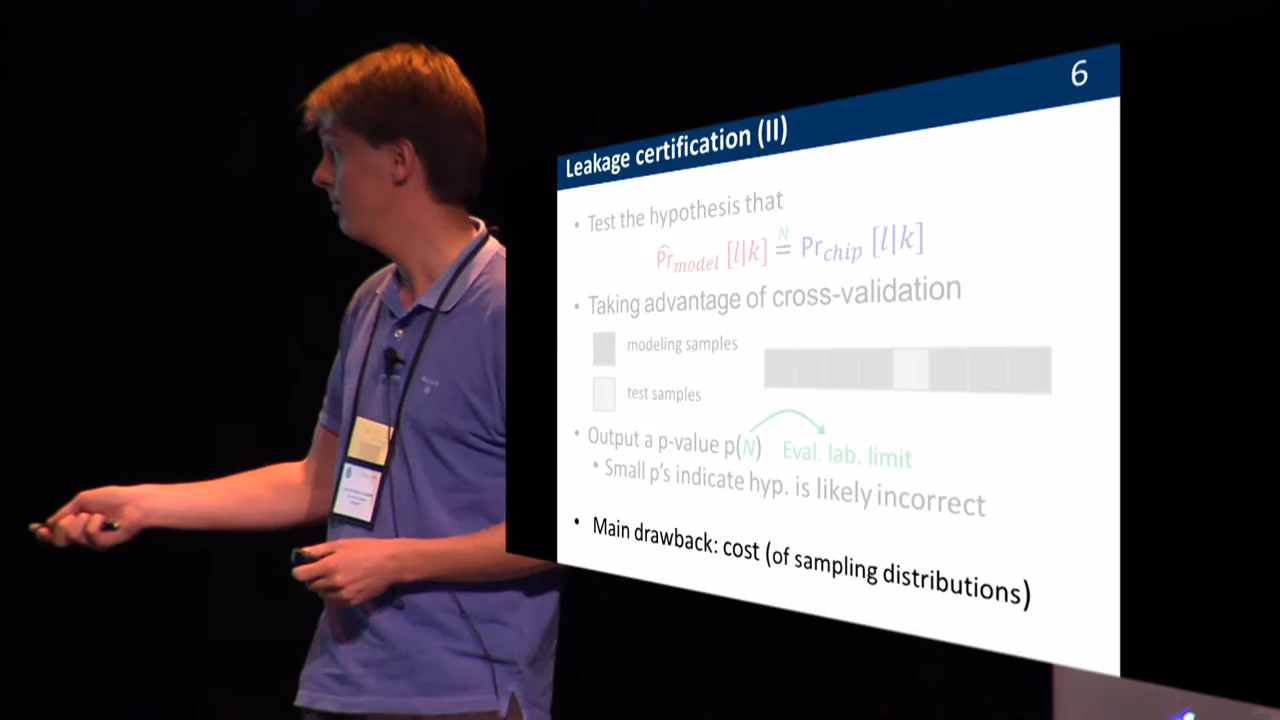 6
Leakage certification (II)
• Test the hypothesis that
P̂r_model [l|k] =^N Pr_chip [l|k]
• Taking advantage of cross-validation
modeling samples
test samples
• Output a p-value p(N) Eval. lab. limit
• Small p's indicate hyp. is likely incorrect
• Main drawback: cost (of sampling distributions)